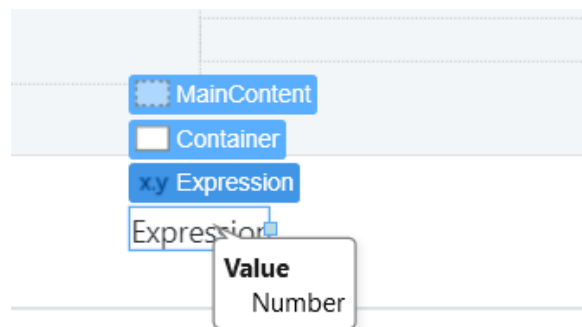 MainContent
Container
x.y Expression
Expression
Value
Number